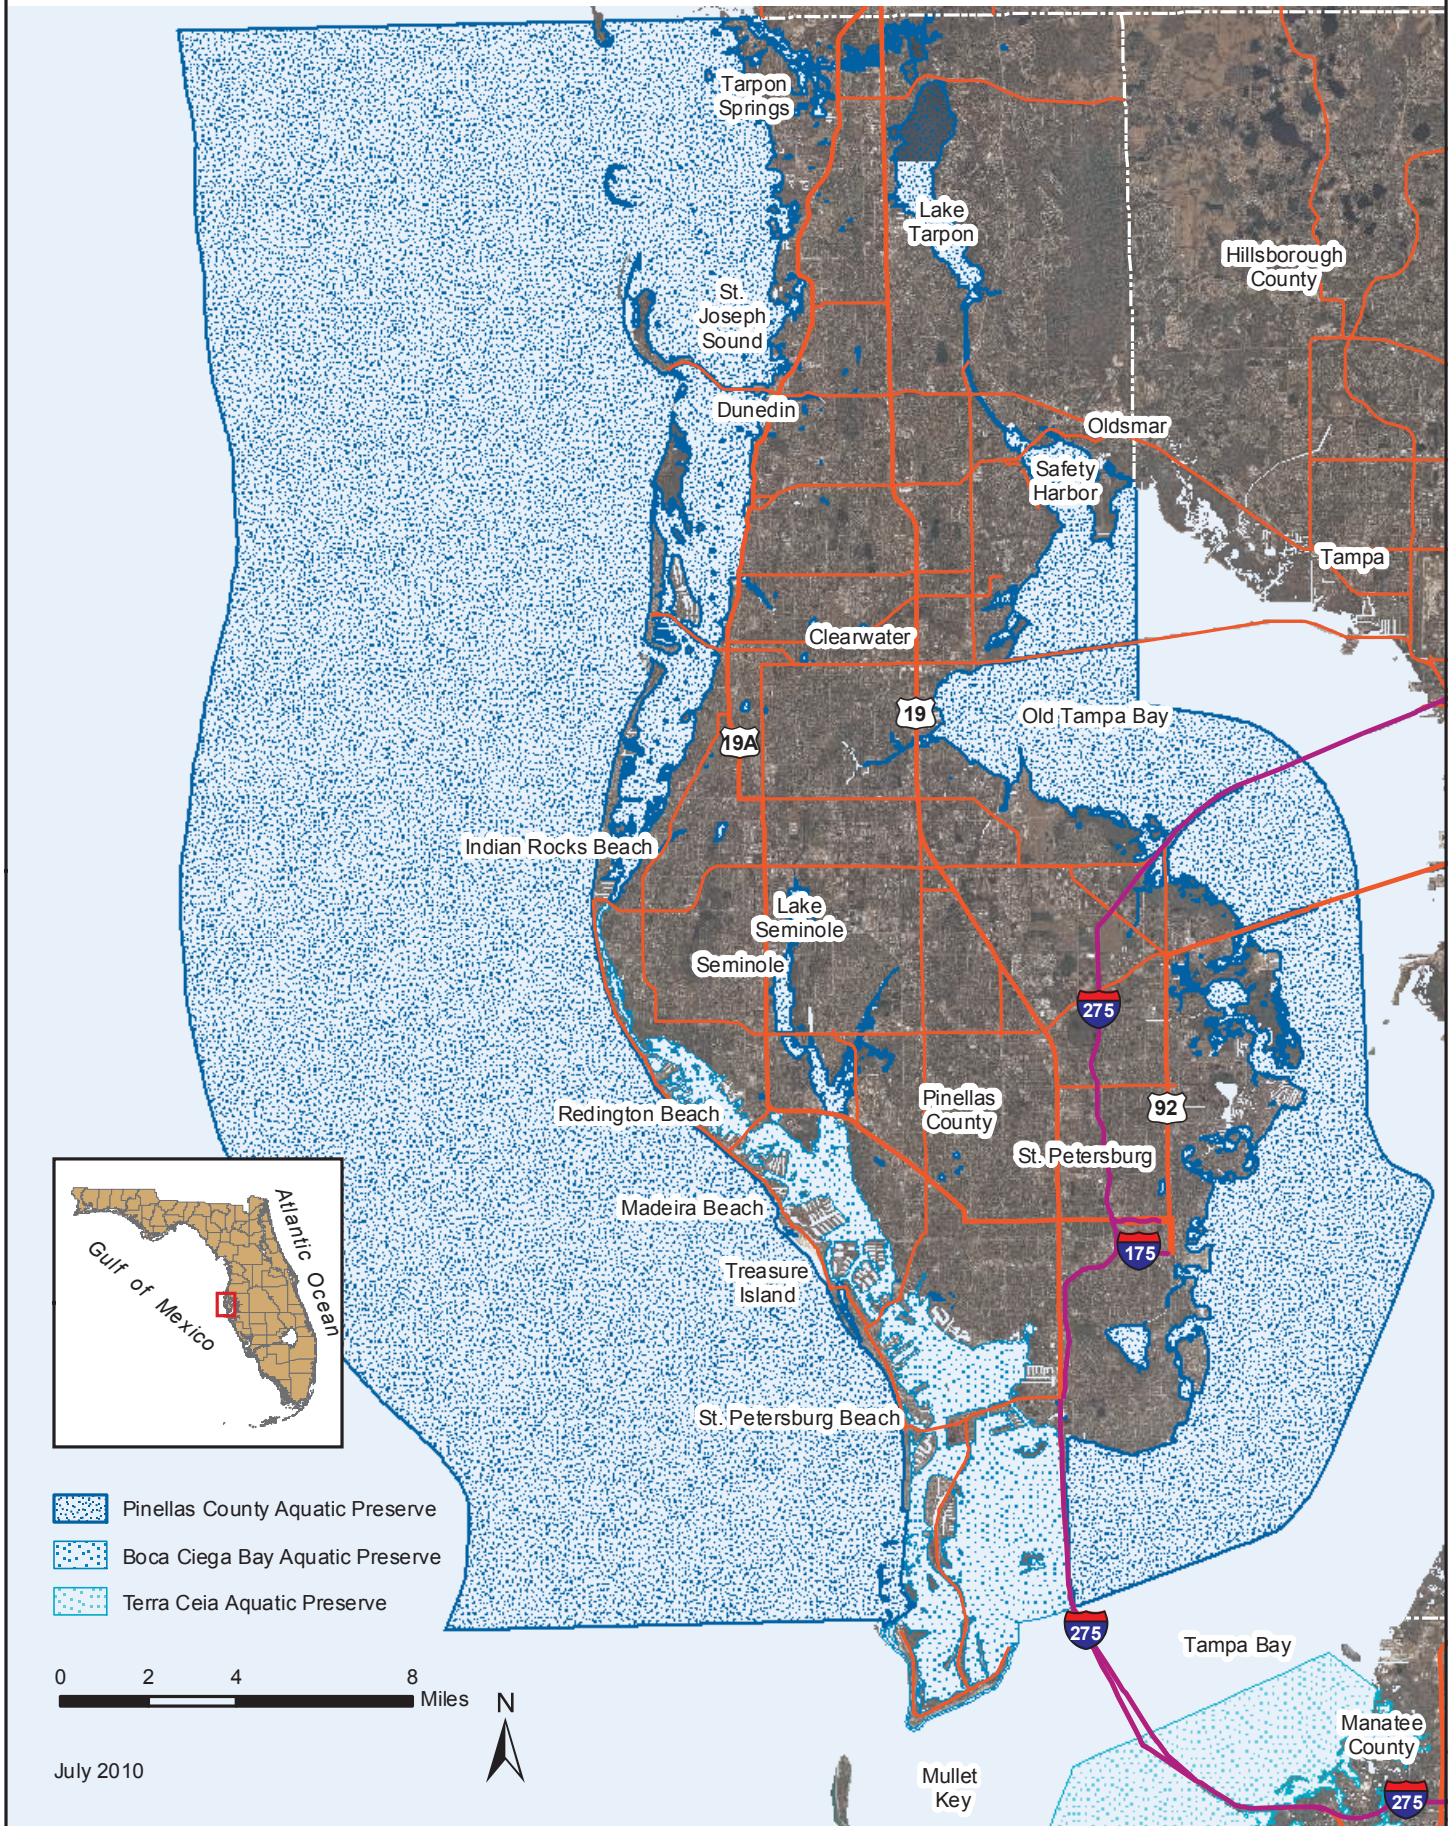 Tarpon
Springs
Lake
Tarpon
Hillsborough
County
St.
Joseph
Sound
Dunedin
Oldsmar
Safety
Harbor
Tampa
Clearwater
19
Old Tampa Bay
19A
Indian Rocks Beach
Lake
Seminole
Seminole
275
Pinellas
County
92
Redington Beach
St. Petersburg
Madeira Beach
175
Treasure
Island
Atlantic Ocean
Gulf of Mexico
St. Petersburg Beach
Pinellas County Aquatic Preserve
Boca Ciega Bay Aquatic Preserve
Terra Ceia Aquatic Preserve
275
Tampa Bay
0 2 4 8
Miles
N
Manatee
County
July 2010
Mullet
Key
275